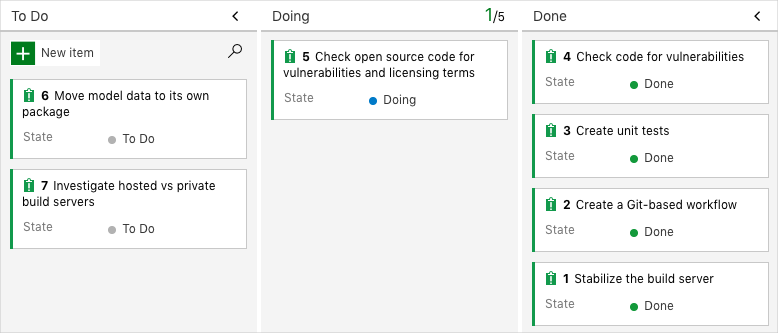 To Do
New item
6 Move model data to its own
package
State
To Do
7 Investigate hosted vs private
build servers
State
To Do
Doing
1/5
5 Check open source code for
vulnerabilities and licensing terms
State
Doing
Done
4 Check code for vulnerabilities
State
Done
3 Create unit tests
State
Done
2 Create a Git-based workflow
State
Done
1 Stabilize the build server
State
Done